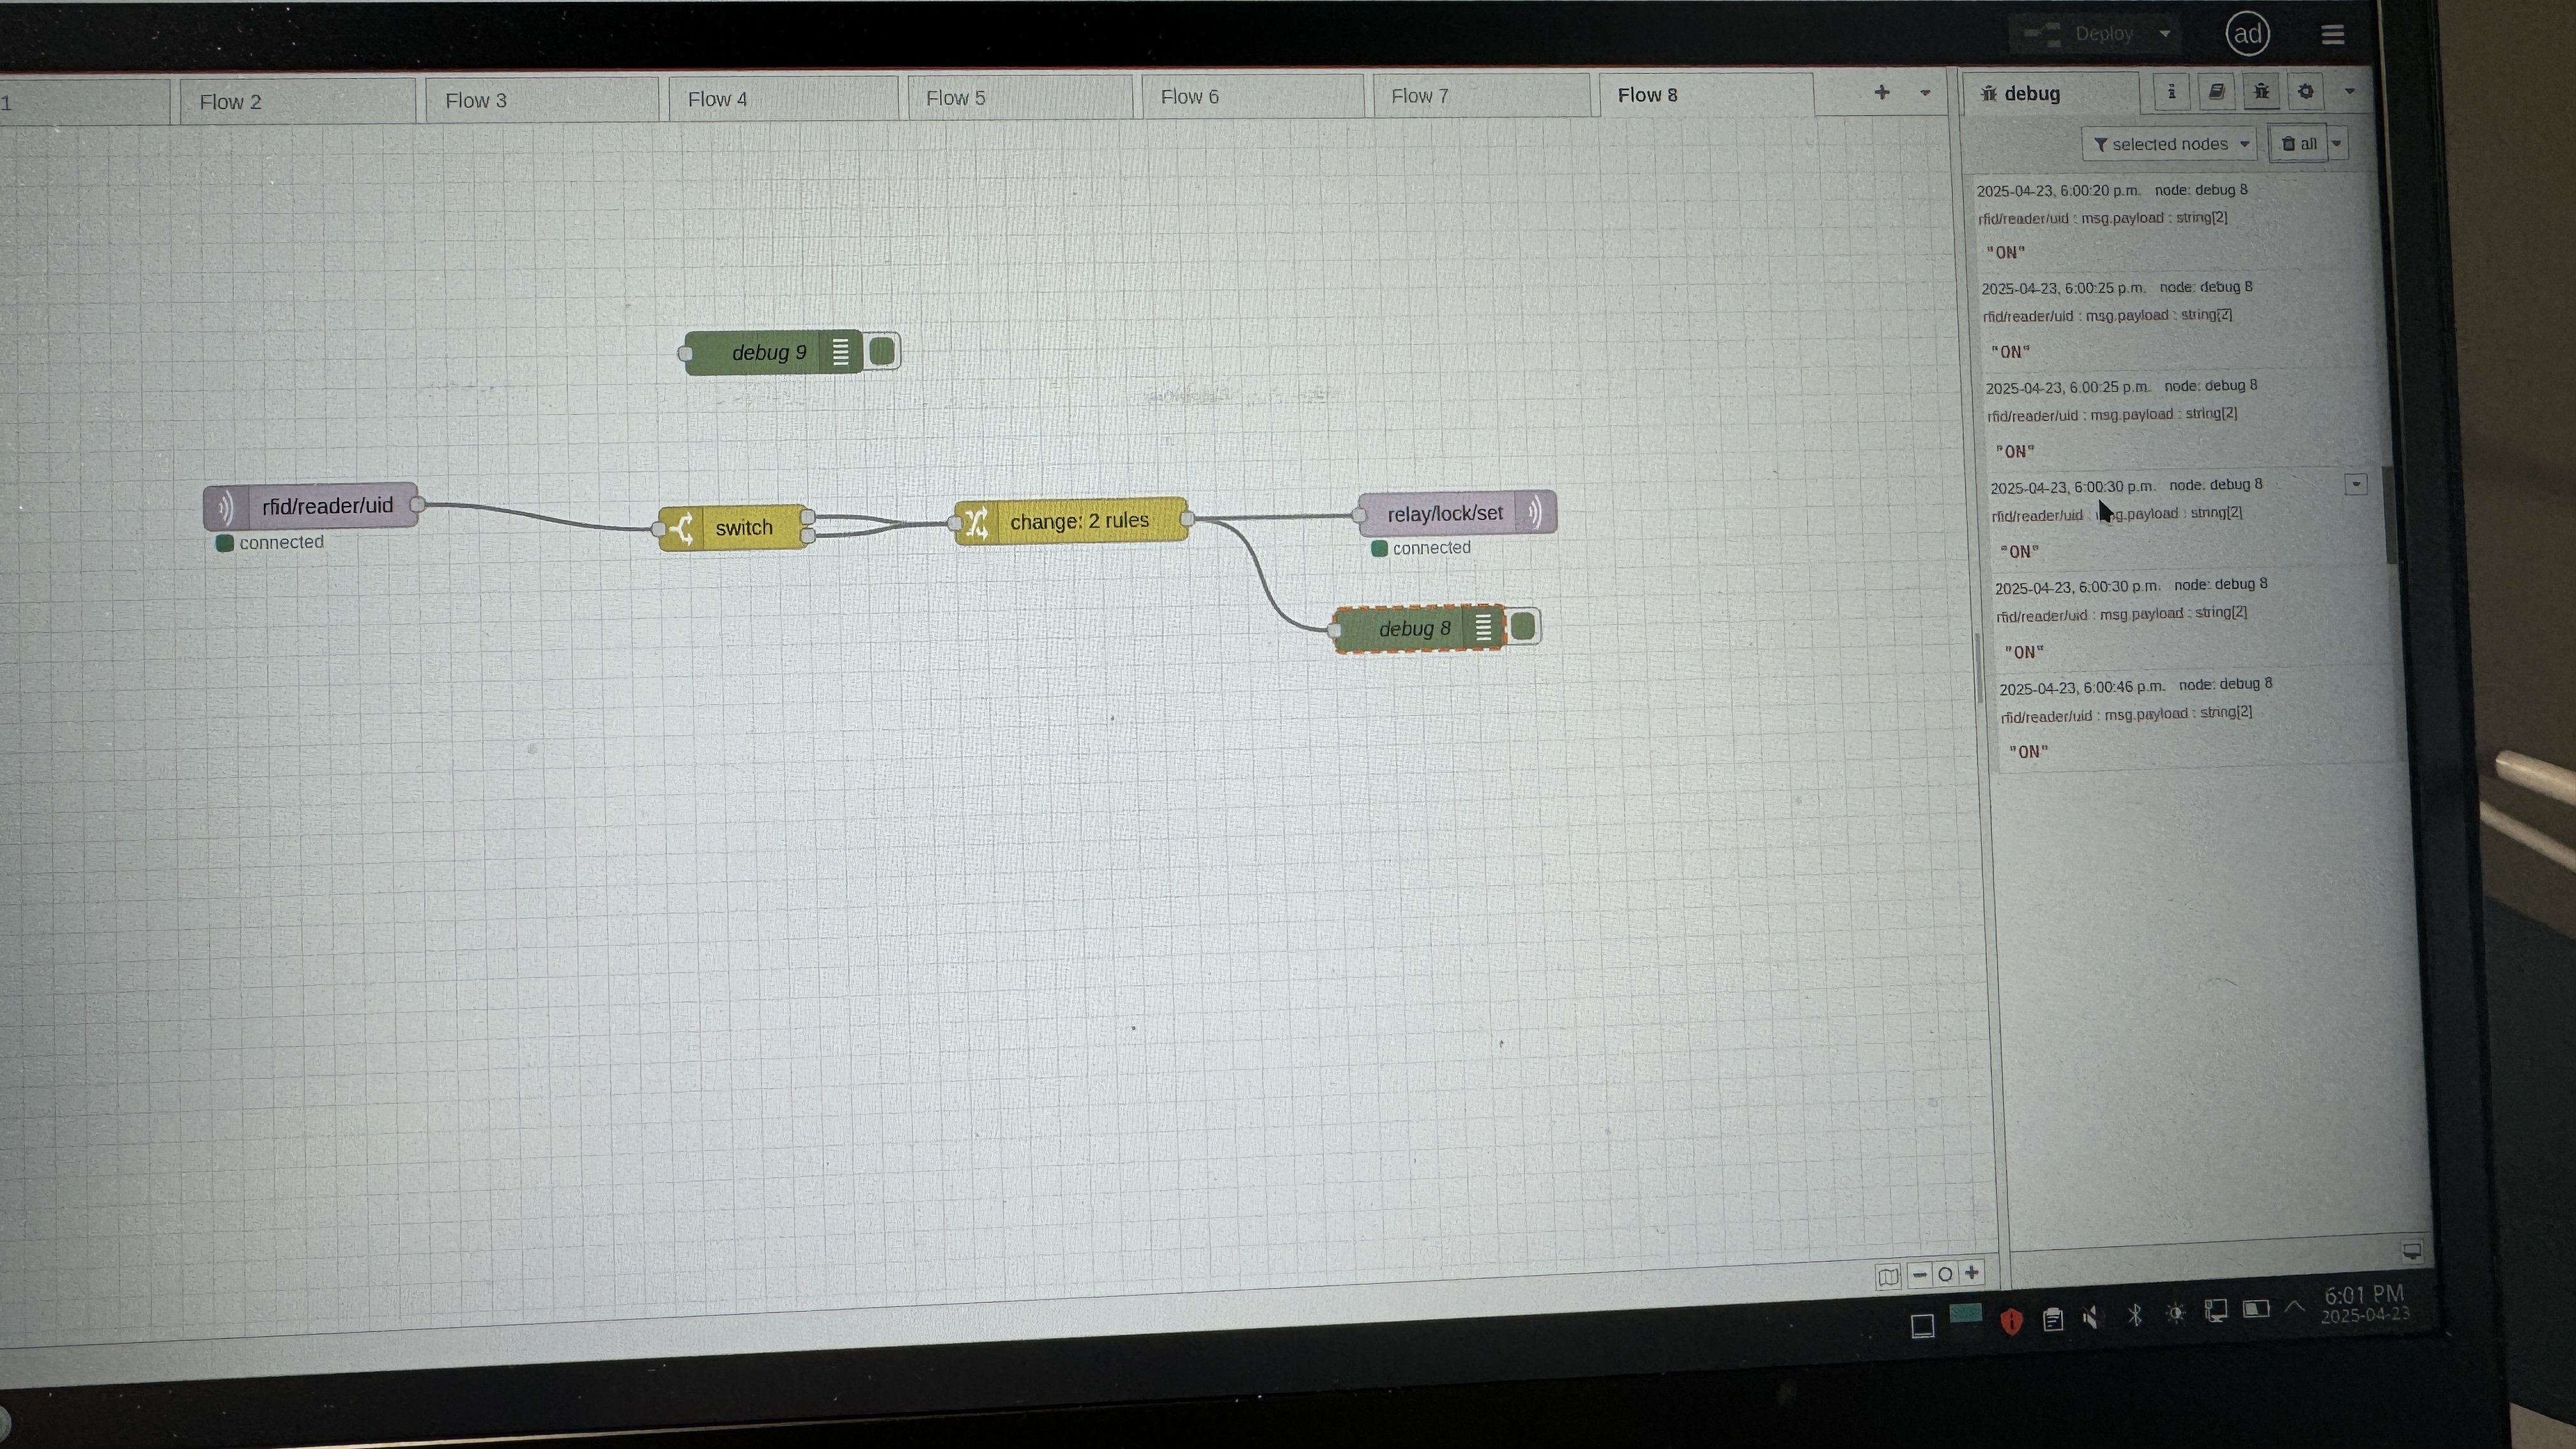 Deploy
ad
1
Flow 2
Flow 3
Flow 4
Flow 5
Flow 6
Flow 7
Flow 8
debug
i
selected nodes
all
debug 9
rfid/reader/uid
connected
switch
change: 2 rules
relay/lock/set
connected
debug 8
2025-04-23, 6:00:20 p.m. node: debug 8
rfid/reader/uid : msg.payload : string[2]
"ON"
2025-04-23, 6:00:25 p.m. node: debug 8
rfid/reader/uid : msg.payload : string[2]
"ON"
2025-04-23, 6:00:25 p.m. node: debug 8
rfid/reader/uid : msg.payload : string[2]
"ON"
2025-04-23, 6:00:30 p.m. node: debug 8
rfid/reader/uid : msg.payload : string[2]
"ON"
2025-04-23, 6:00:30 p.m. node: debug 8
rfid/reader/uid : msg.payload : string[2]
"ON"
2025-04-23, 6:00:46 p.m. node: debug 8
rfid/reader/uid : msg.payload : string[2]
"ON"
6:01 PM
2025-04-23